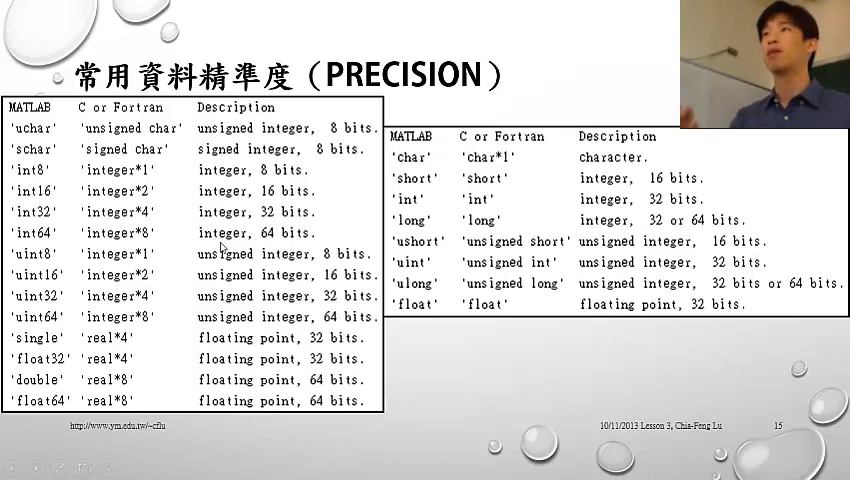 常用資料精準度（PRECISION）
MATLAB C or Fortran Description
'uchar' 'unsigned char' unsigned integer, 8 bits.
'schar' 'signed char' signed integer, 8 bits.
'int8' 'integer*1' integer, 8 bits.
'int16' 'integer*2' integer, 16 bits.
'int32' 'integer*4' integer, 32 bits.
'int64' 'integer*8' integer, 64 bits.
'uint8' 'integer*1' unsigned integer, 8 bits.
'uint16' 'integer*2' unsigned integer, 16 bits.
'uint32' 'integer*4' unsigned integer, 32 bits.
'uint64' 'integer*8' unsigned integer, 64 bits.
'single' 'real*4' floating point, 32 bits.
'float32' 'real*4' floating point, 32 bits.
'double' 'real*8' floating point, 64 bits.
'float64' 'real*8' floating point, 64 bits.
MATLAB C or Fortran Description
'char' 'char*1' character.
'short' 'short' integer, 16 bits.
'int' 'int' integer, 32 bits.
'long' 'long' integer, 32 or 64 bits.
'ushort' 'unsigned short' unsigned integer, 16 bits.
'uint' 'unsigned int' unsigned integer, 32 bits.
'ulong' 'unsigned long' unsigned integer, 32 bits or 64 bits.
'float' 'float' floating point, 32 bits.
http://www.ym.edu.tw/~cflu
10/11/2013 Lesson 3, Chia-Feng Lu
15